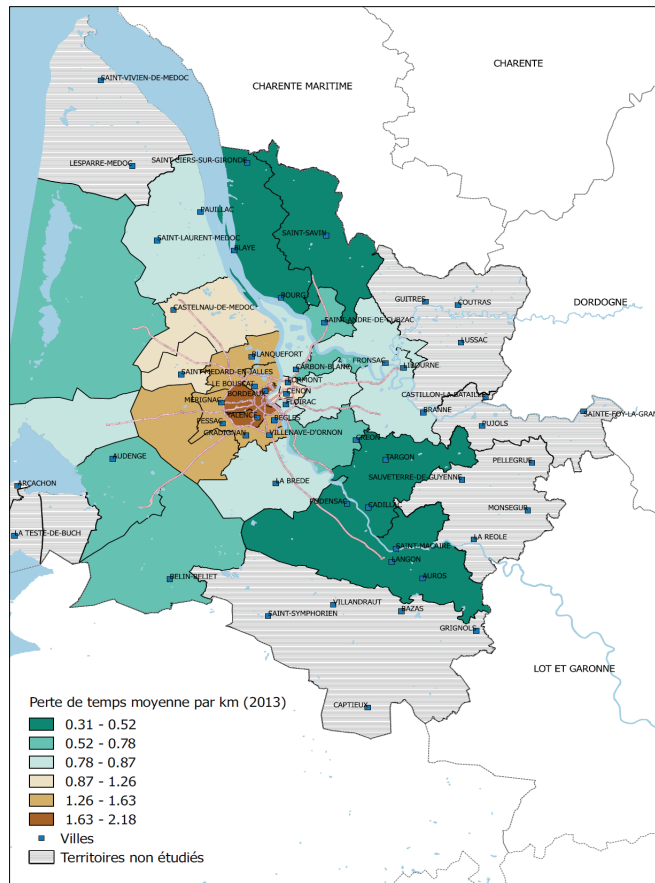 CHARENTE
SAINT-VIVIEN-DE-MEDOC
CHARENTE MARITIME
SAINT-CIERS-SUR-GIRONDE
LESPARRE-MEDOC
PAUILLAC
SAINT-SAVIN
SAINT-LAURENT-MEDOC
BLAYE
BOURG
GUITRES
COUTRAS
DORDOGNE
CASTELNAU-DE-MEDOC
SAINT-ANDRE-DE-CUBZAC
LUSSAC
BLANQUEFORT
FRONSAC
LIBOURNE
CARBON-BLANC
SAINT-MEDARD-EN-JALLES
LE BOUSCAT
LORMONT
CENON
BORDEAUX
CASTILLON-LA-BATAILLE
MERIGNAC
FLOIRAC
BRANNE
SAINTE-FOY-LA-GRAN
TALENCE
BEGLES
PESSAC
PUJOLS
GRADIGNAN
VILLENAVE-D'ORNON
CREON
AUDENGE
TARGON
PELLEGRUE
SAUVETERRE-DE-GUYENNE
ARCACHON
LA BREDE
PODENSAC
CADILLAC
MONSEGUR
LA TESTE-DE-BUCH
LA REOLE
SAINT-MACAIRE
LANGON
BELIN-BELIET
AUROS
VILLANDRAUT
BAZAS
SAINT-SYMPHORIEN
GRIGNOLS
LOT ET GARONNE
CAPTIEUX
Perte de temps moyenne par km (2013)
0.31 - 0.52
0.52 - 0.78
0.78 - 0.87
0.87 - 1.26
1.26 - 1.63
1.63 - 2.18
Villes
Territoires non étudiés